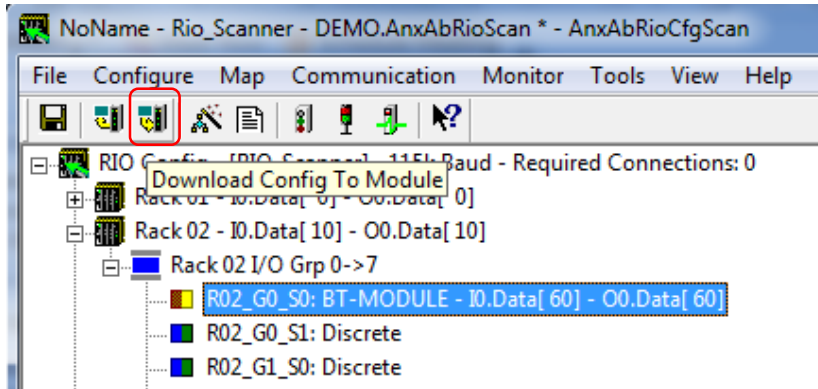 NoName - Rio_Scanner - DEMO.AnxAbRioScan * - AnxAbRioCfgScan
File Configure Map Communication Monitor Tools View Help
RIO Config - [RIO_Scanner] - 115k Baud - Required Connections: 0
Download Config To Module
Rack 01 - I0.Data[ 0] - O0.Data[ 0]
Rack 02 - I0.Data[ 10] - O0.Data[ 10]
Rack 02 I/O Grp 0->7
R02_G0_S0: BT-MODULE - I0.Data[ 60] - O0.Data[ 60]
R02_G0_S1: Discrete
R02_G1_S0: Discrete